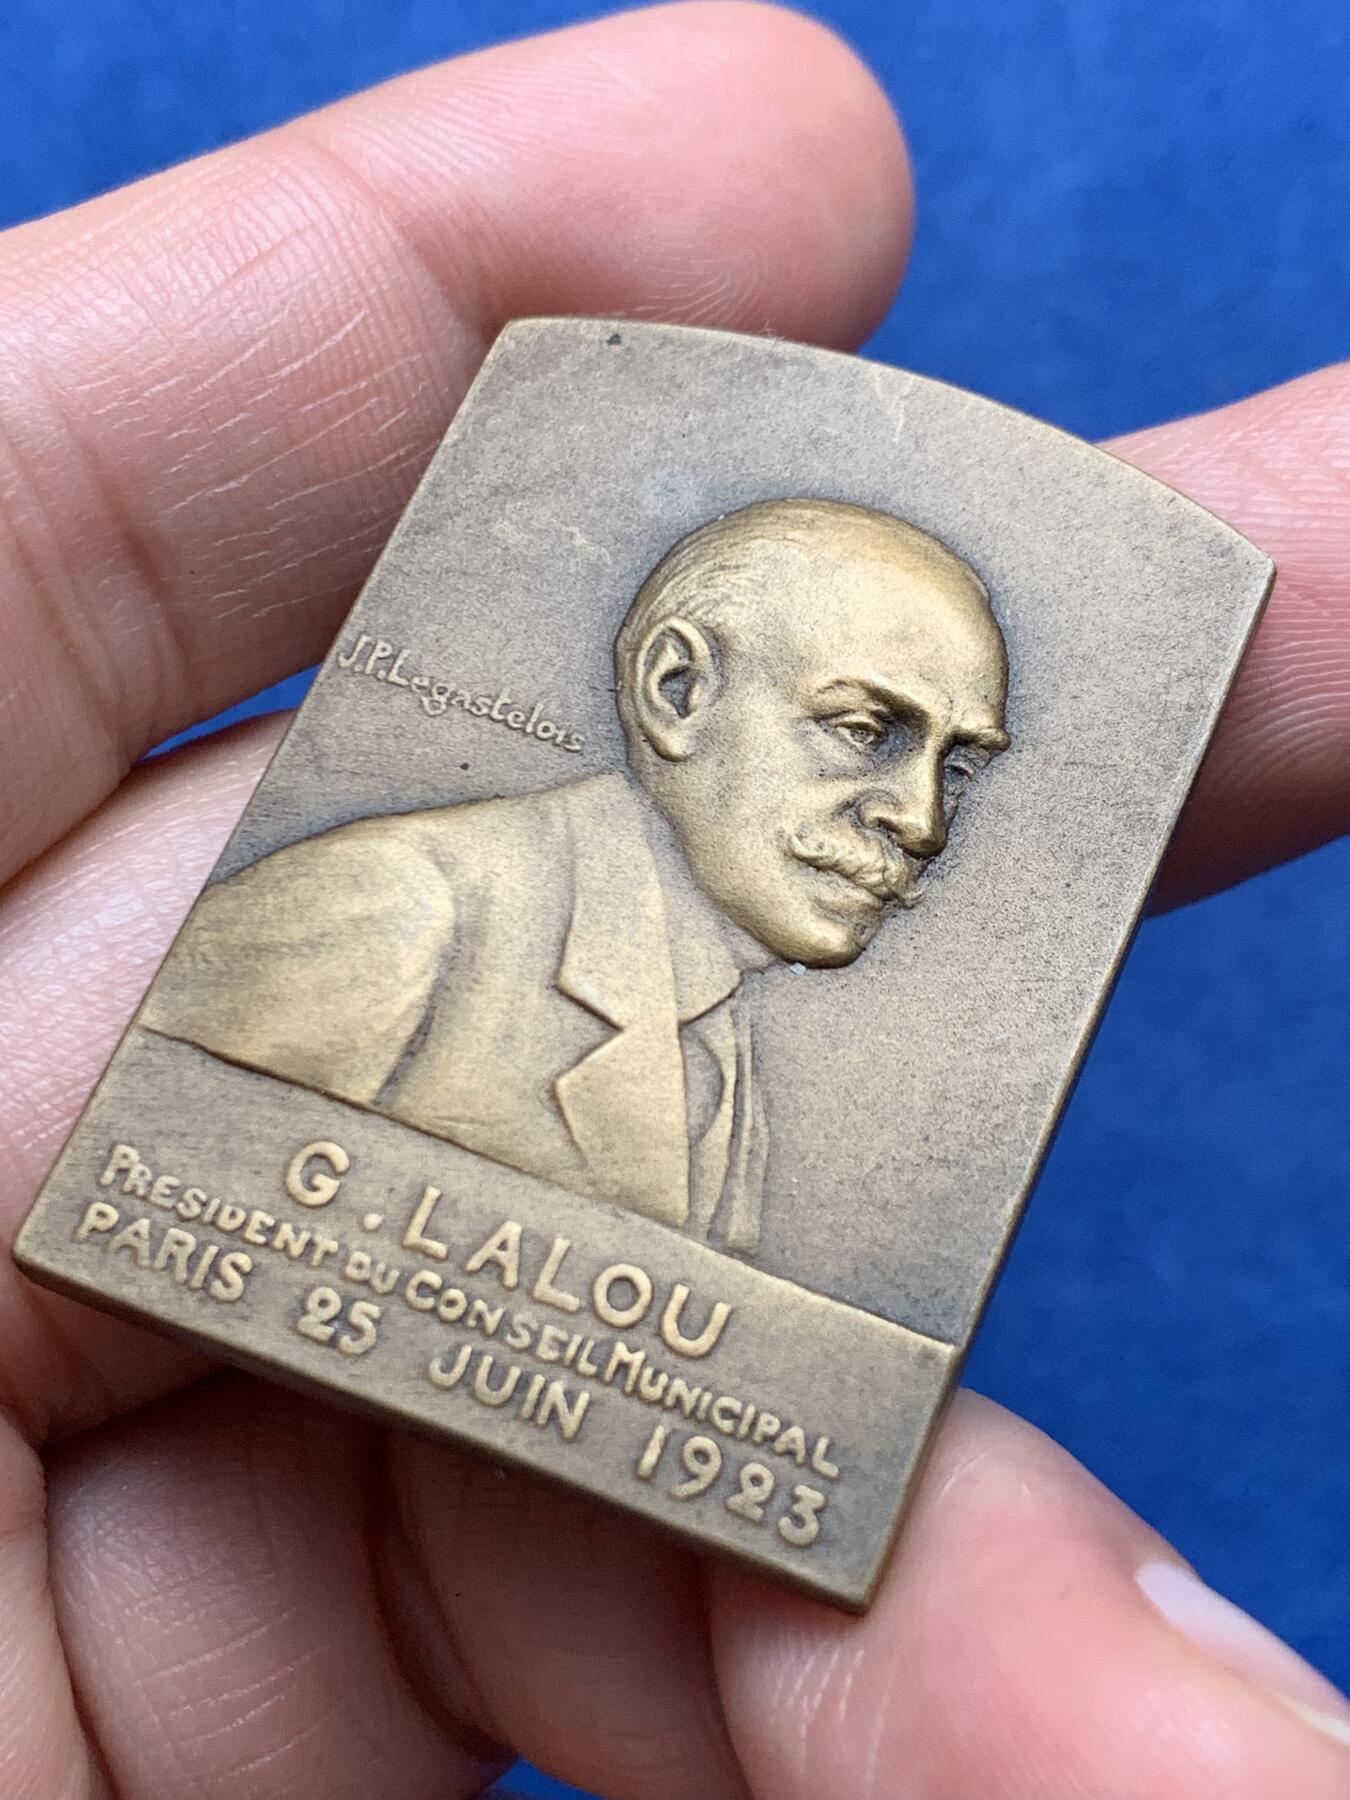 J.P.Legastelois
G. LALOU
PRESIDENT DU CONSEIL MUNICIPAL
PARIS 25 JUIN 1923